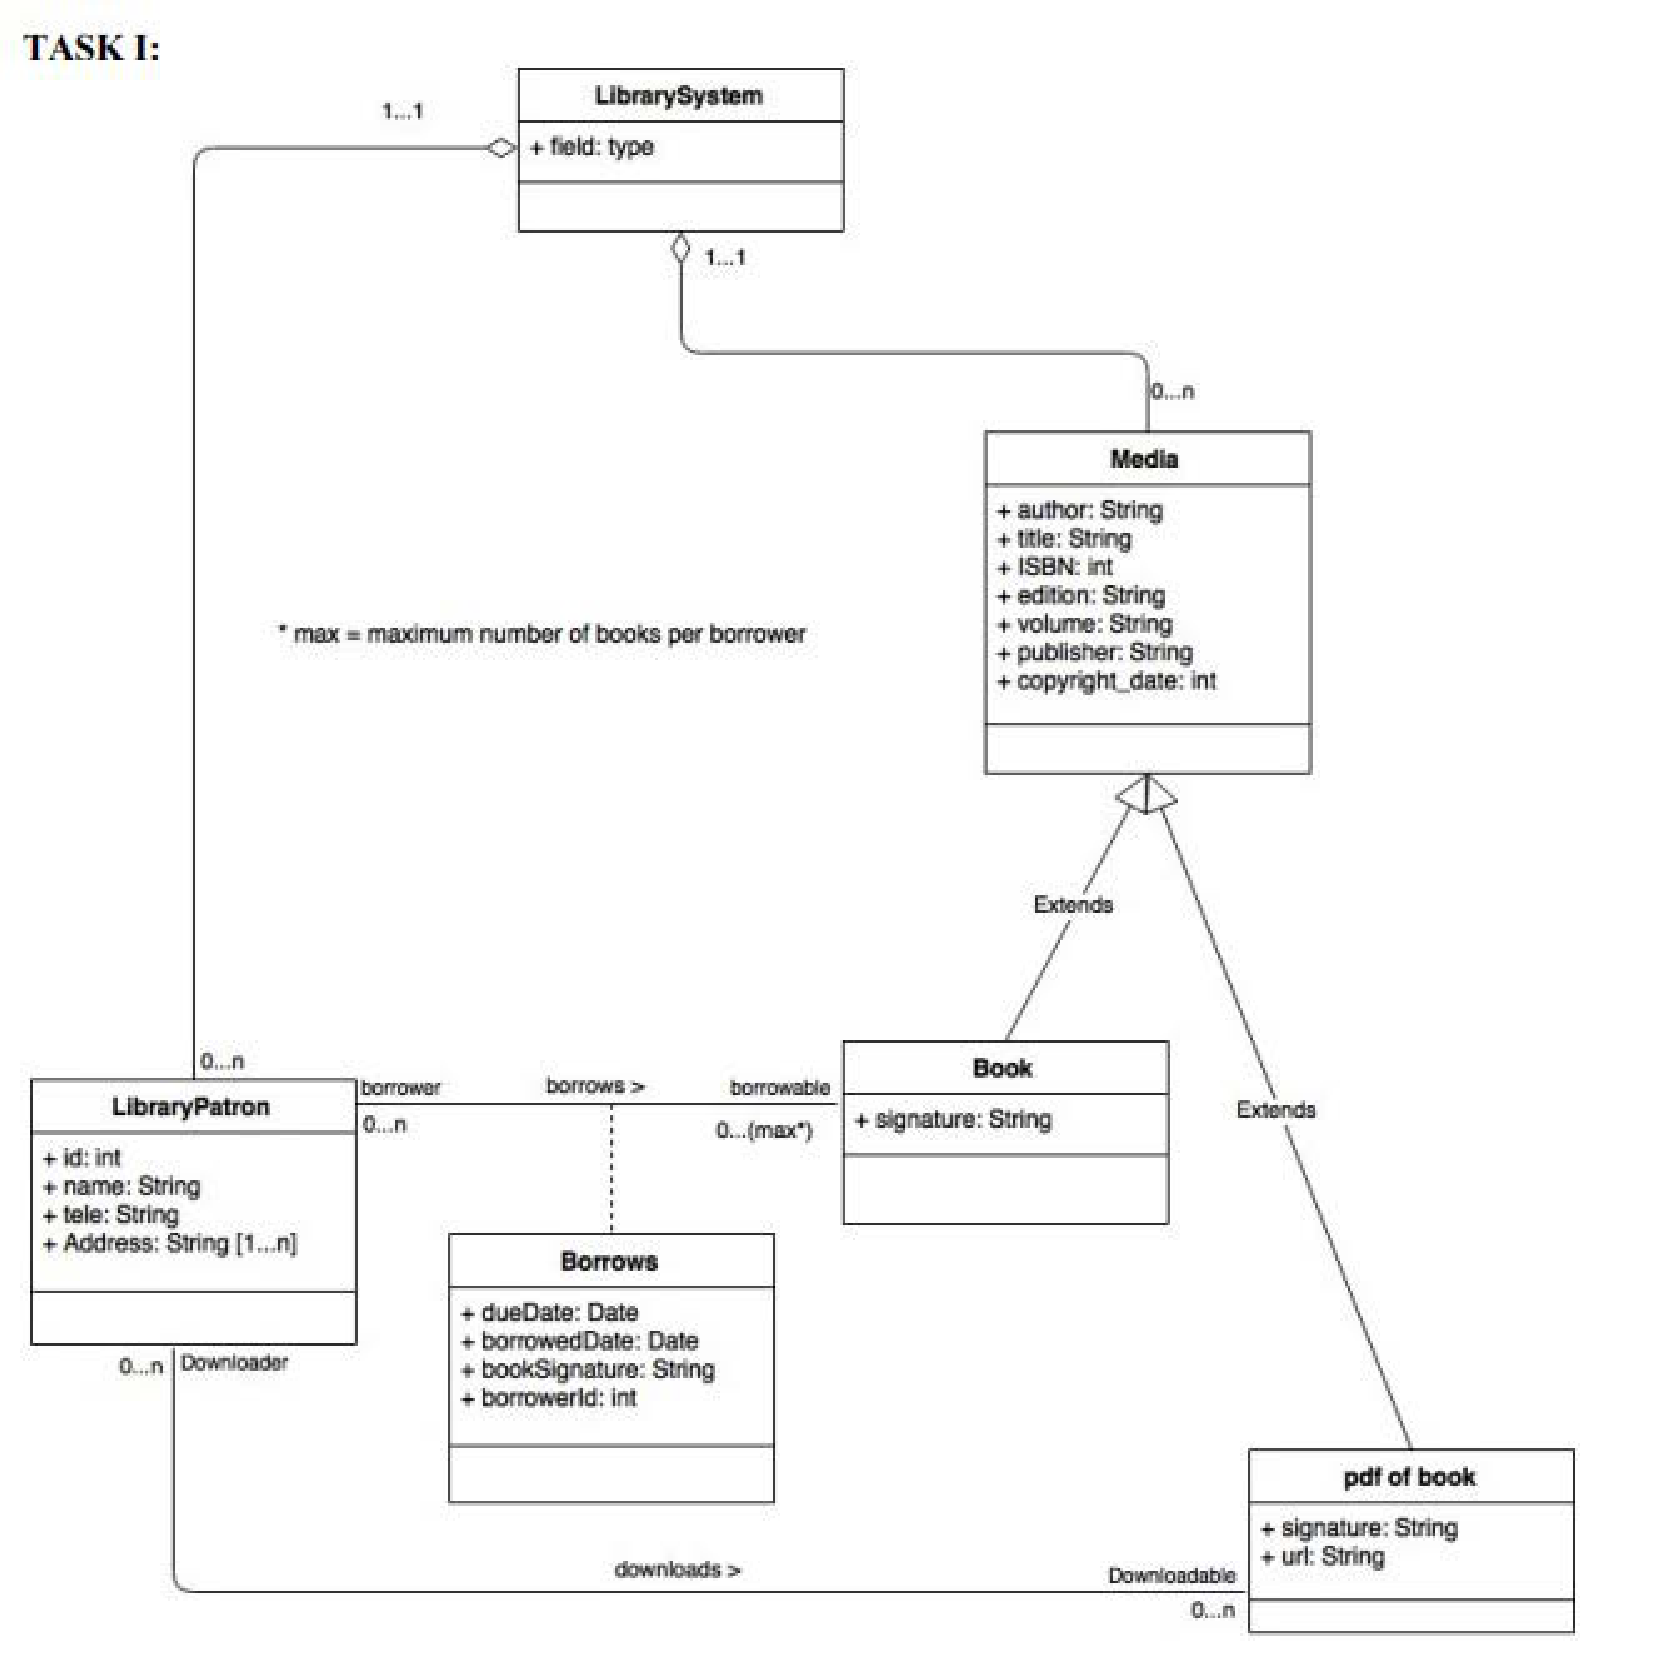 TASK I:
1...1
LibrarySystem
+ field: type
1...1
0...n
Media
+ author: String
+ title: String
+ ISBN: int
+ edition: String
+ volume: String
+ publisher: String
+ copyright_date: int
* max = maximum number of books per borrower
Extends
Extends
0...n
LibraryPatron
+ id: int
+ name: String
+ tele: String
+ Address: String [1...n]
borrower
0...n
borrows >
borrowable
0...(max*)
Book
+ signature: String
Borrows
+ dueDate: Date
+ borrowedDate: Date
+ bookSignature: String
+ borrowerId: int
0...n
Downloader
downloads >
Downloadable
0...n
pdf of book
+ signature: String
+ url: String